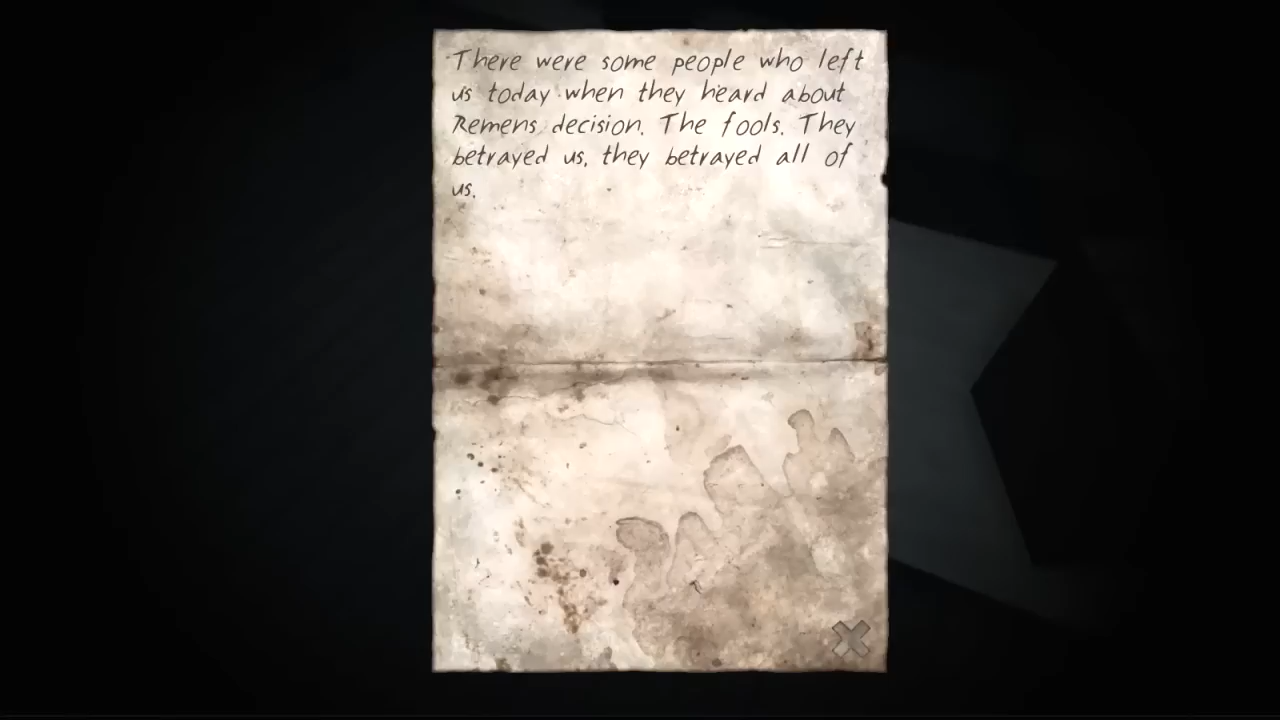 There were some people who left
us today when they heard about
Remens decision. The fools. They
betrayed us, they betrayed all of
us.